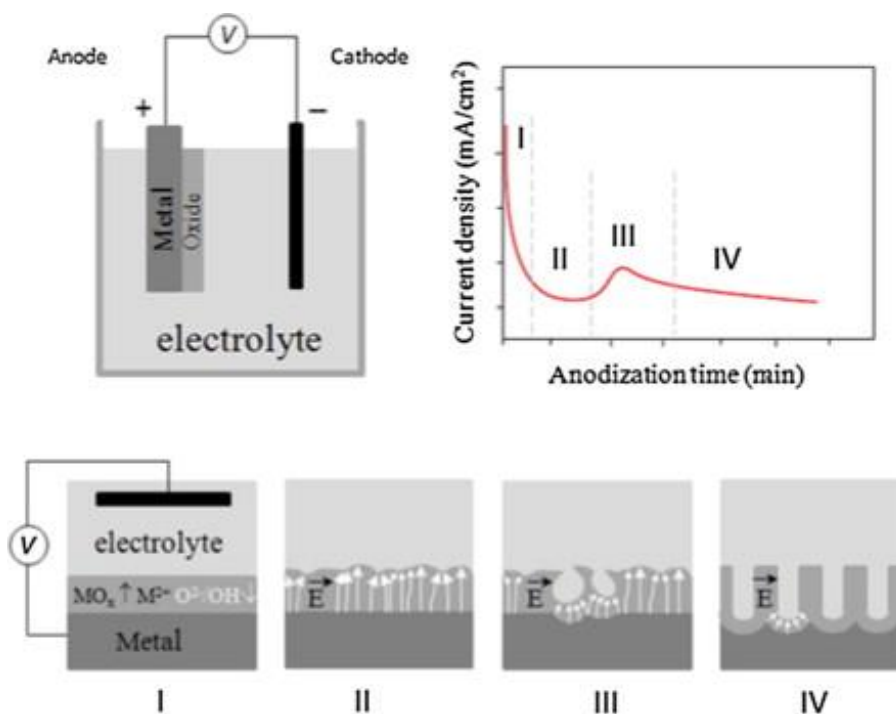 V
Anode
Cathode
+
−
Metal
Oxide
electrolyte
Current density (mA/cm²)
I
II
III
IV
Anodization time (min)
V
electrolyte
MOₓ ↑ O²⁻/OH⁻↓
Metal
E
E
E
I
II
III
IV